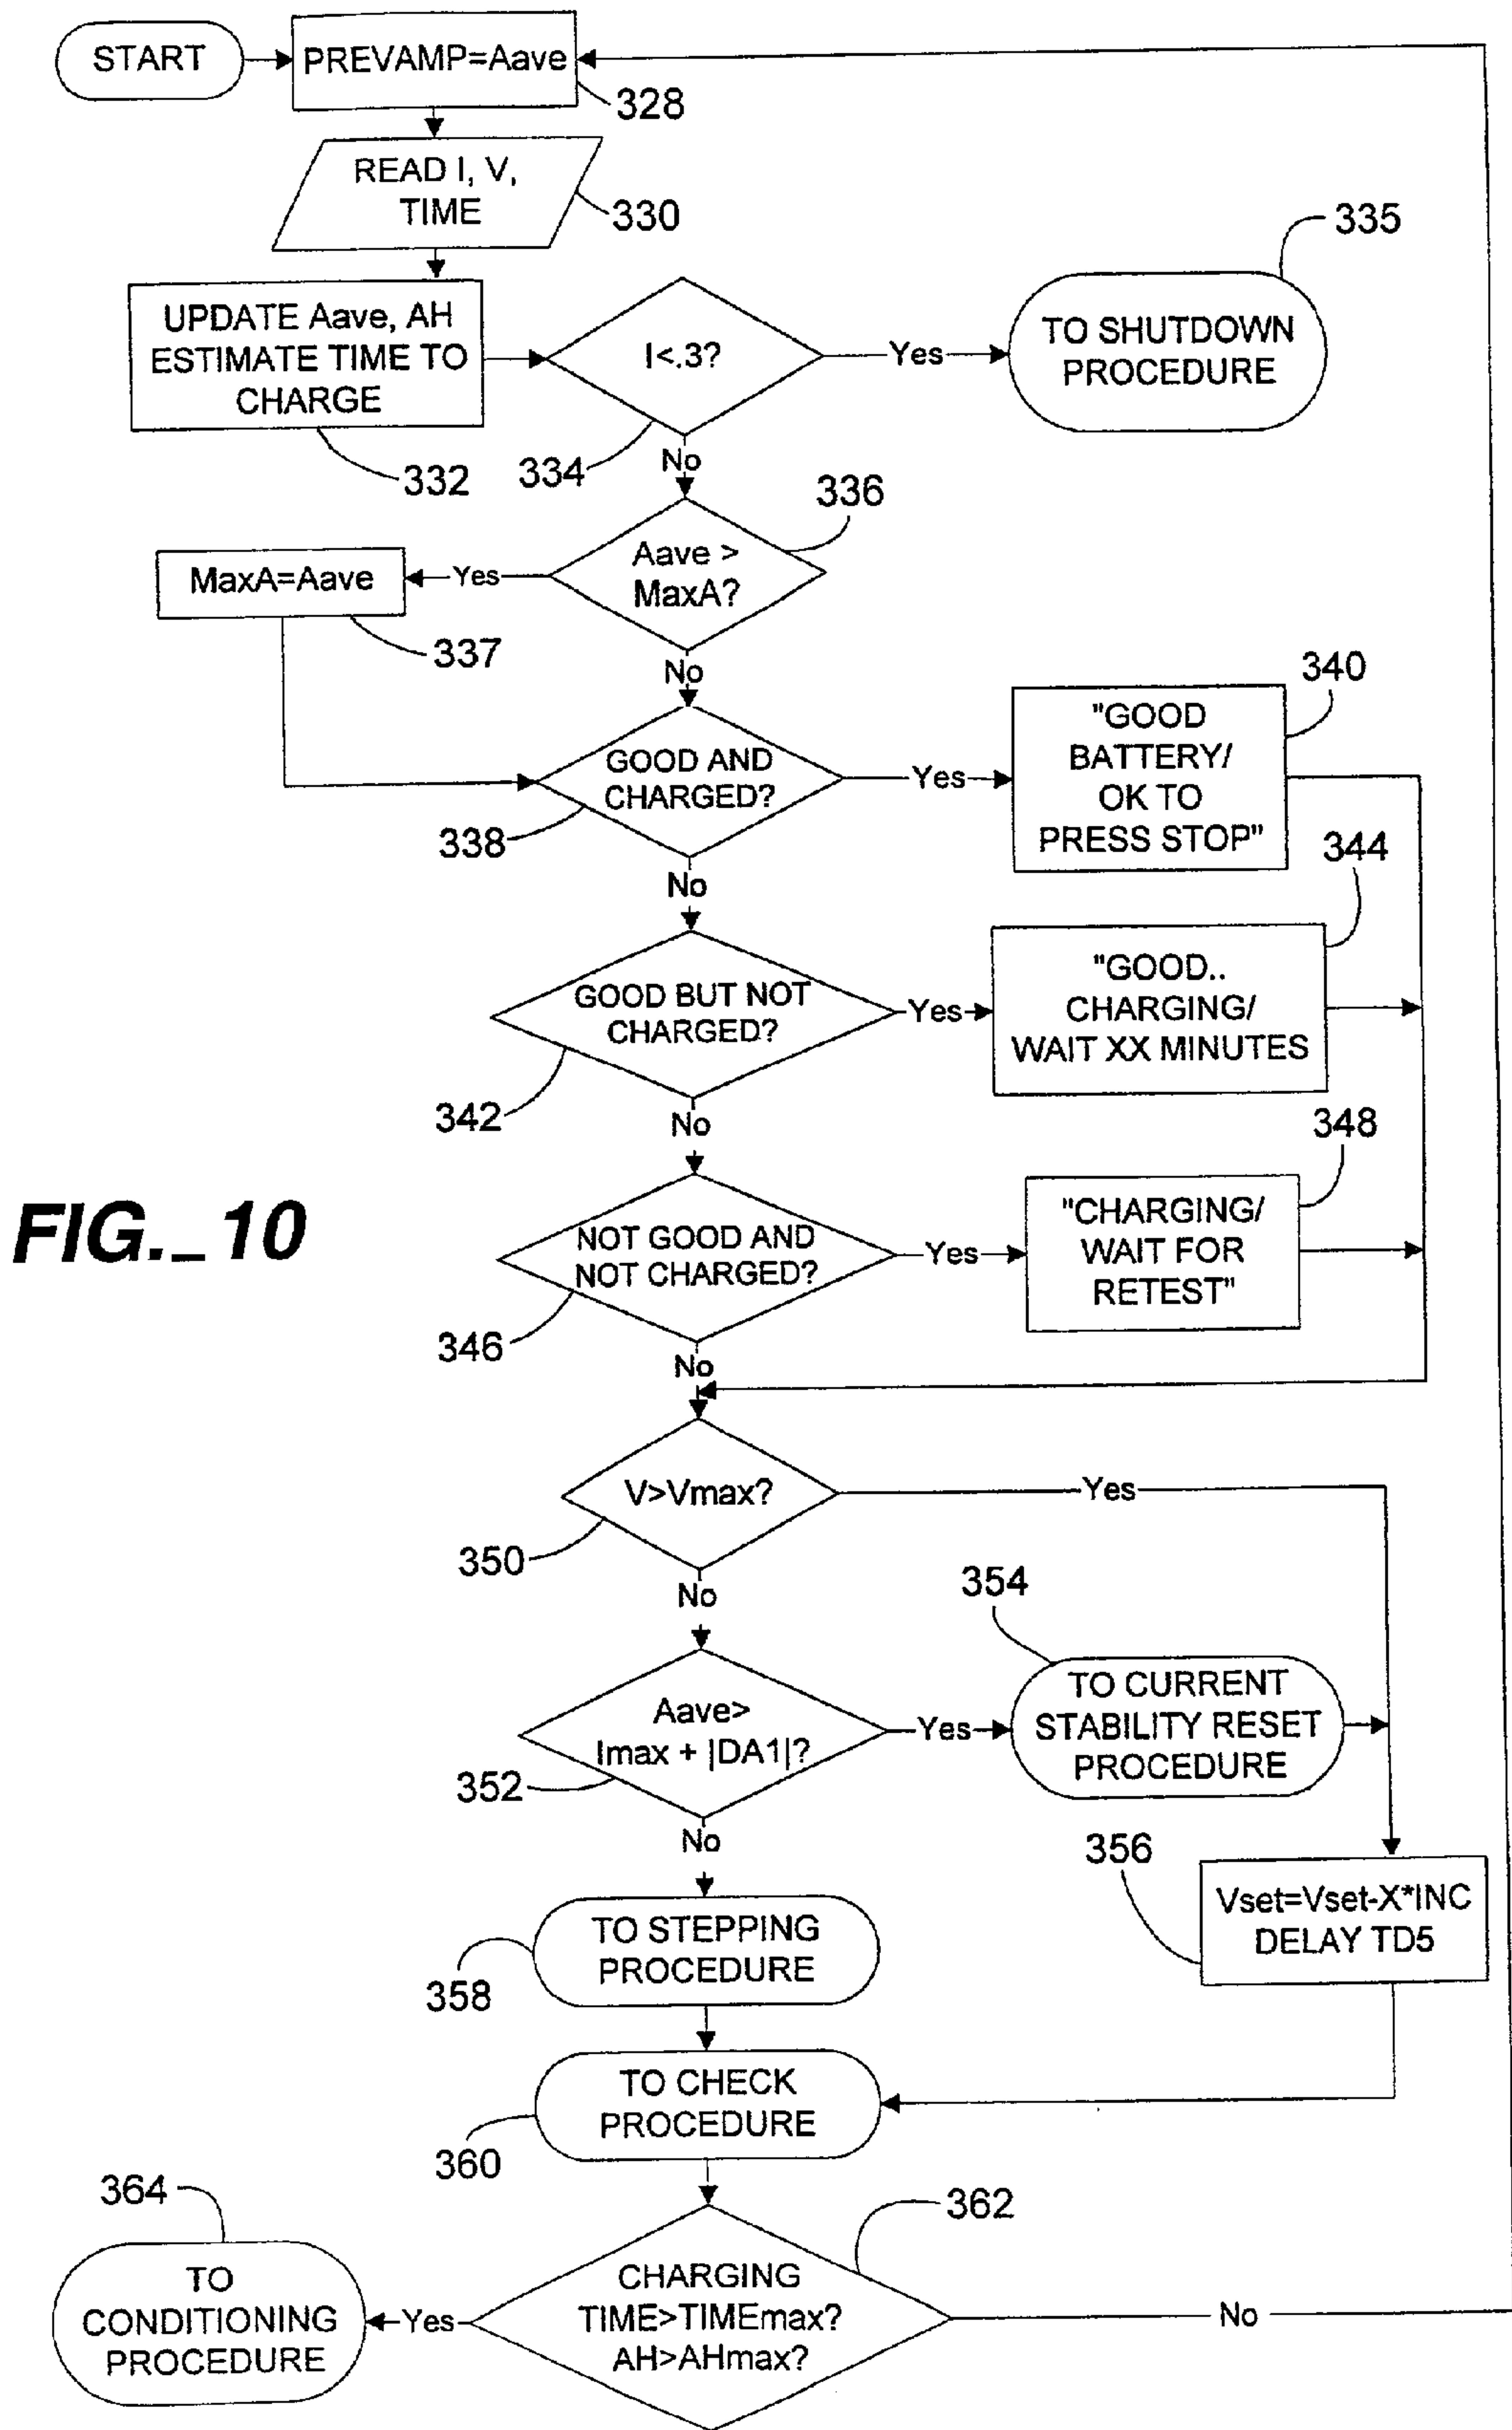 START
PREVAMP=Aave
328
READ I, V,
TIME
330
335
UPDATE Aave, AH
ESTIMATE TIME TO
CHARGE
332
I<.3?
334
Yes
TO SHUTDOWN
PROCEDURE
No
336
Aave >
MaxA?
Yes
MaxA=Aave
337
No
340
GOOD AND
CHARGED?
338
Yes
"GOOD
BATTERY/
OK TO
PRESS STOP"
No
344
GOOD BUT NOT
CHARGED?
342
Yes
"GOOD..
CHARGING/
WAIT XX MINUTES
No
348
FIG._10
NOT GOOD AND
NOT CHARGED?
346
Yes
"CHARGING/
WAIT FOR
RETEST"
No
V>Vmax?
350
Yes
No
354
Aave>
Imax + |DA1|?
352
Yes
TO CURRENT
STABILITY RESET
PROCEDURE
No
356
Vset=Vset-X*INC
DELAY TD5
TO STEPPING
PROCEDURE
358
TO CHECK
PROCEDURE
360
364
362
TO
CONDITIONING
PROCEDURE
Yes
CHARGING
TIME>TIMEmax?
AH>AHmax?
No